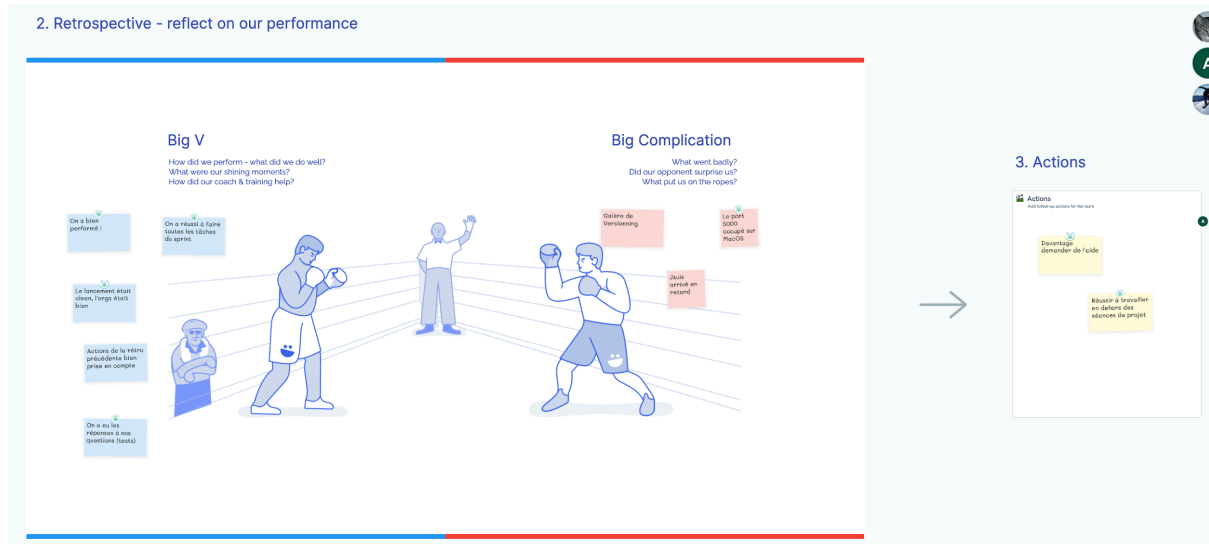 2. Retrospective - reflect on our performance
Big V
How did we perform - what did we do well?
What were our shining moments?
How did our coach & training help?
On a bien
performé !
On a réussi à faire
toutes les tâches
du sprint
Le lancement était
clean, l'orga était
bien
Actions de la rétro
précédente bien
prise en compte
On a eu les
réponses à nos
questions (tests)
Big Complication
What went badly?
Did our opponent surprise us?
What put us on the ropes?
Galère de
Versionning
Le port
5000
occupé sur
MacOS
Jsuis
arrivé en
retard
3. Actions
Actions
Add follow-up actions for the team.
Davantage
demander de l'aide
Réussir à travailler
en dehors des
séances de projet
A
A